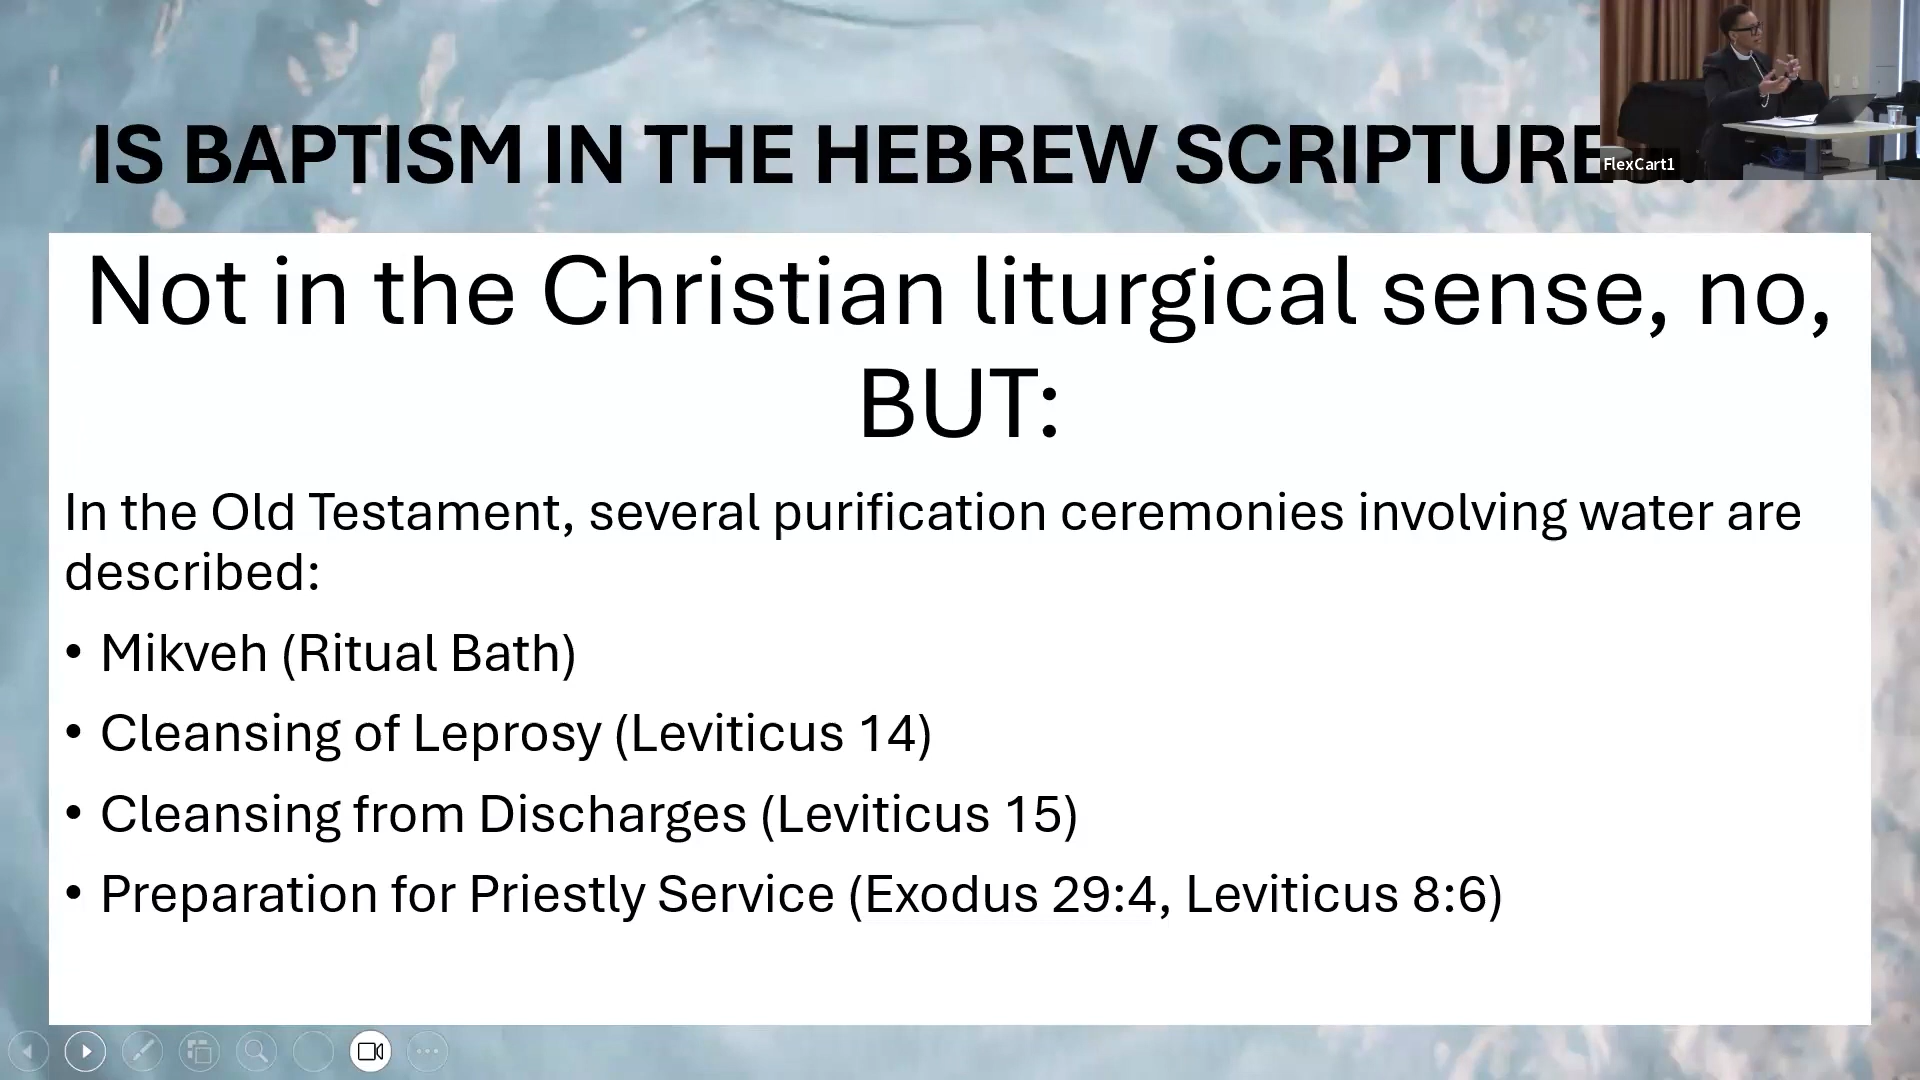 IS BAPTISM IN THE HEBREW SCRIPTURE
FlexCart1
Not in the Christian liturgical sense, no,
BUT:
In the Old Testament, several purification ceremonies involving water are
described:
• Mikveh (Ritual Bath)
• Cleansing of Leprosy (Leviticus 14)
• Cleansing from Discharges (Leviticus 15)
• Preparation for Priestly Service (Exodus 29:4, Leviticus 8:6)